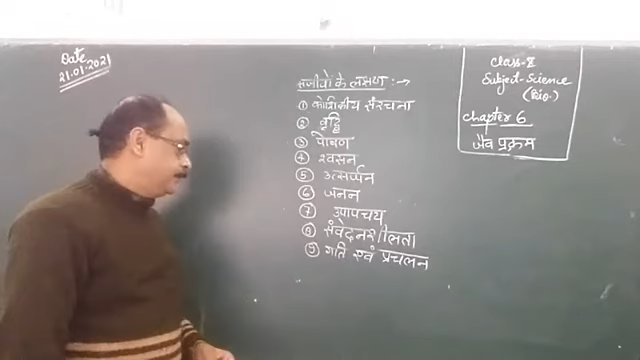 Date
21.01.2021
सजीवों के लक्षण :→
① कोशिकीय संरचना
② वृद्धि
③ पोषण
④ श्वसन
⑤ उत्सर्जन
⑥ जनन
⑦ उपापचय
⑧ संवेदनशीलता
⑨ गति एवं प्रचलन
Class-X
Subject-Science
(Bio.)
Chapter 6
जैव प्रक्रम